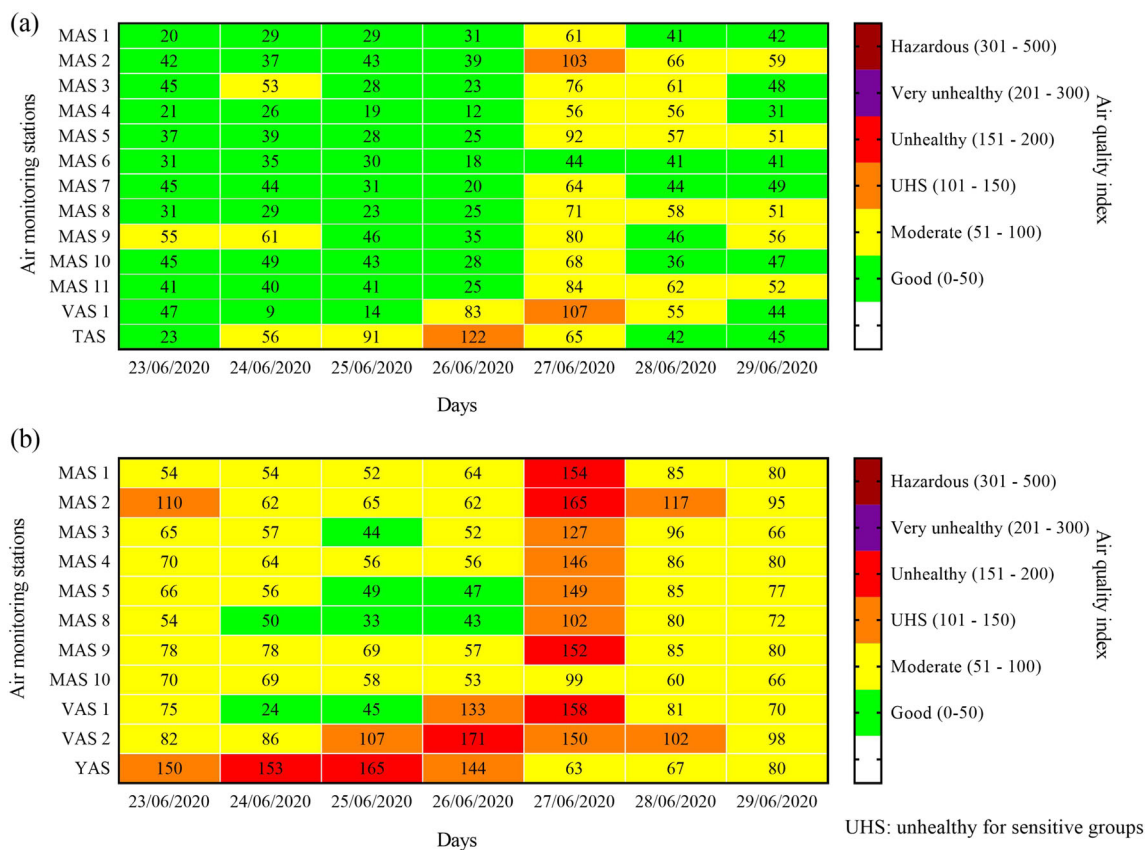 (a)
Air monitoring stations
MAS 1 20 29 29 31 61 41 42
MAS 2 42 37 43 39 103 66 59
MAS 3 45 53 28 23 76 61 48
MAS 4 21 26 19 12 56 56 31
MAS 5 37 39 28 25 92 57 51
MAS 6 31 35 30 18 44 41 41
MAS 7 45 44 31 20 64 44 49
MAS 8 31 29 23 25 71 58 51
MAS 9 55 61 46 35 80 46 56
MAS 10 45 49 43 28 68 36 47
MAS 11 41 40 41 25 84 62 52
VAS 1 47 9 14 83 107 55 44
TAS 23 56 91 122 65 42 45
23/06/2020 24/06/2020 25/06/2020 26/06/2020 27/06/2020 28/06/2020 29/06/2020
Days
Hazardous (301 - 500)
Very unhealthy (201 - 300)
Unhealthy (151 - 200)
UHS (101 - 150)
Moderate (51 - 100)
Good (0-50)
Air quality index
(b)
Air monitoring stations
MAS 1 54 54 52 64 154 85 80
MAS 2 110 62 65 62 165 117 95
MAS 3 65 57 44 52 127 96 66
MAS 4 70 64 56 56 146 86 80
MAS 5 66 56 49 47 149 85 77
MAS 8 54 50 33 43 102 80 72
MAS 9 78 78 69 57 152 85 80
MAS 10 70 69 58 53 99 60 66
VAS 1 75 24 45 133 158 81 70
VAS 2 82 86 107 171 150 102 98
YAS 150 153 165 144 63 67 80
23/06/2020 24/06/2020 25/06/2020 26/06/2020 27/06/2020 28/06/2020 29/06/2020
Days
Hazardous (301 - 500)
Very unhealthy (201 - 300)
Unhealthy (151 - 200)
UHS (101 - 150)
Moderate (51 - 100)
Good (0-50)
Air quality index
UHS: unhealthy for sensitive groups